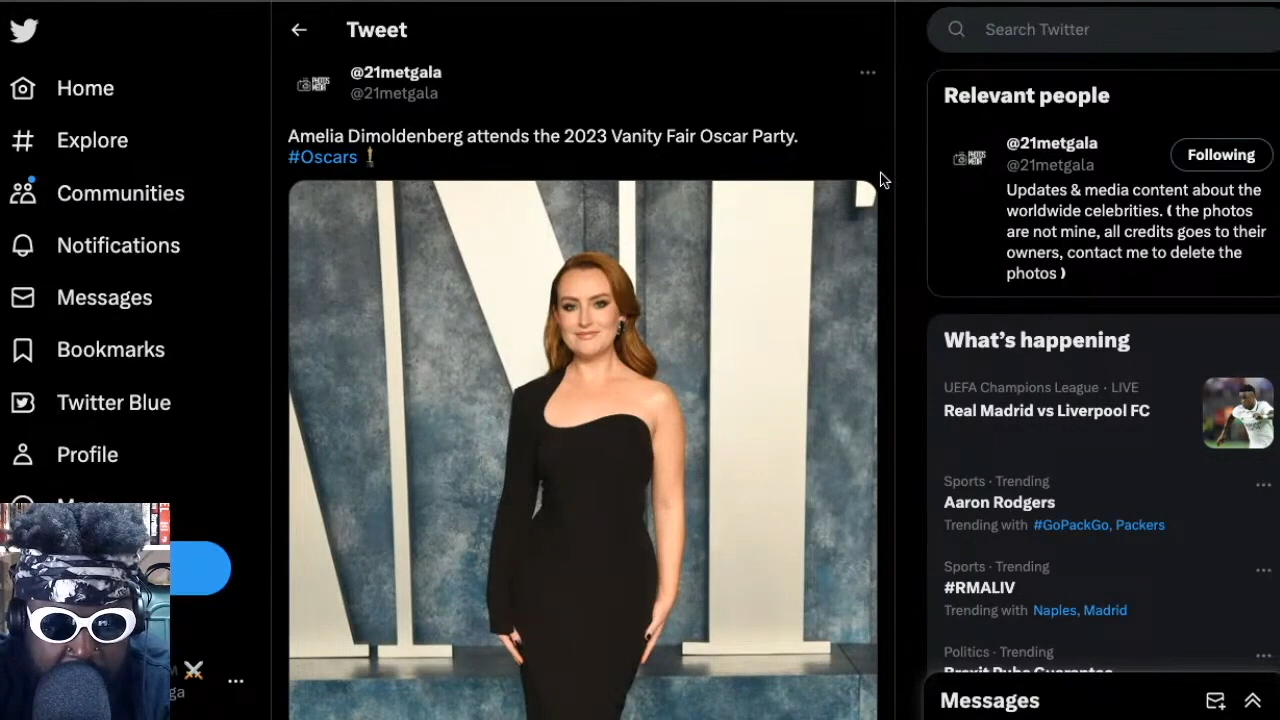 Home
Explore
Communities
Notifications
Messages
Bookmarks
Twitter Blue
Profile
Tweet
@21metgala
@21metgala
Amelia Dimoldenberg attends the 2023 Vanity Fair Oscar Party.
#Oscars
Search Twitter
Relevant people
@21metgala
@21metgala
Following
Updates & media content about the
worldwide celebrities. ( the photos
are not mine, all credits goes to their
owners, contact me to delete the
photos )
What's happening
UEFA Champions League · LIVE
Real Madrid vs Liverpool FC
Sports · Trending
Aaron Rodgers
Trending with #GoPackGo, Packers
Sports · Trending
#RMALIV
Trending with Naples, Madrid
Politics · Trending
Messages